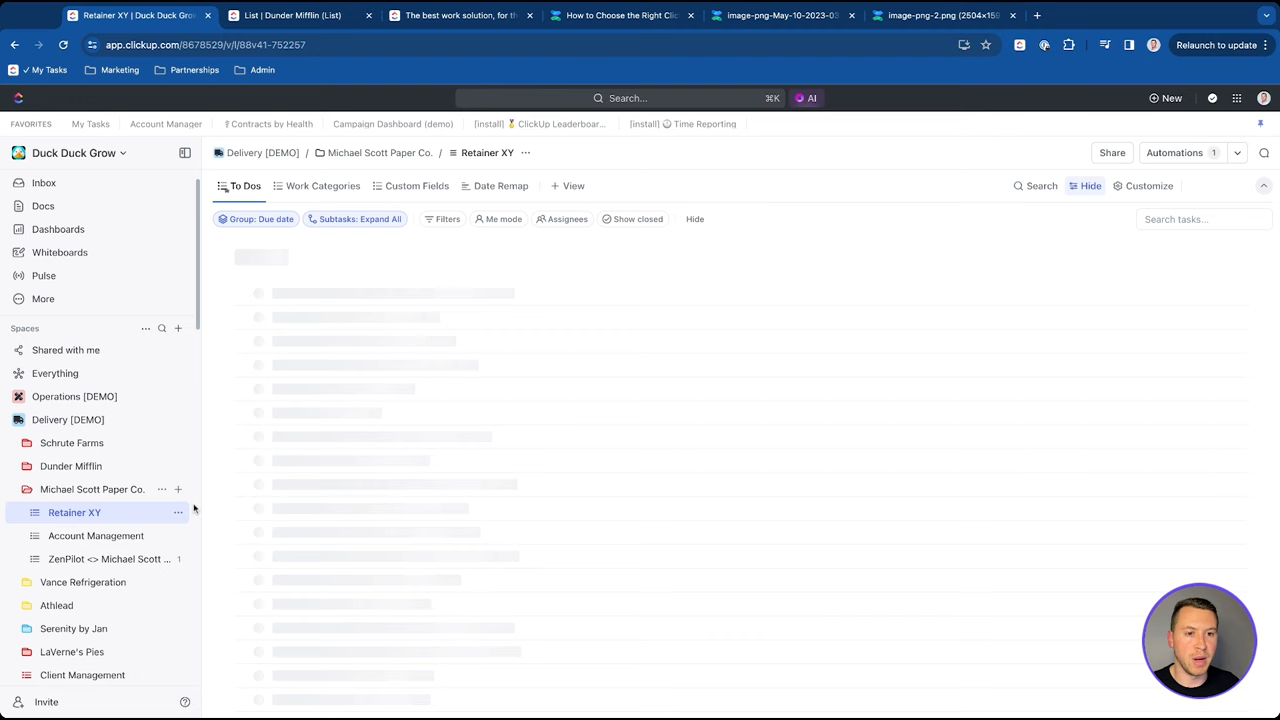 Retainer XY | Duck Duck Grow
List | Dunder Mifflin (List)
The best work solution, for th
How to Choose the Right Clic
image-png-May-10-2023-03
image-png-2.png (2504×159
app.clickup.com/8678529/v/l/88v41-752257
Relaunch to update
✓ My Tasks
Marketing
Partnerships
Admin
Search...
⌘K
AI
New
FAVORITES
My Tasks
Account Manager
Contracts by Health
Campaign Dashboard (demo)
[install] 🏅 ClickUp Leaderboar...
[install] Time Reporting
Duck Duck Grow
Delivery [DEMO] / Michael Scott Paper Co. / Retainer XY ...
Share
Automations 1
To Dos
Work Categories
Custom Fields
Date Remap
+ View
Search
Hide
Customize
Group: Due date
Subtasks: Expand All
Filters
Me mode
Assignees
Show closed
Hide
Search tasks...
Inbox
Docs
Dashboards
Whiteboards
Pulse
More
Spaces
Shared with me
Everything
Operations [DEMO]
Delivery [DEMO]
Schrute Farms
Dunder Mifflin
Michael Scott Paper Co.
Retainer XY
Account Management
ZenPilot <> Michael Scott ... 1
Vance Refrigeration
Athlead
Serenity by Jan
LaVerne's Pies
Client Management
Invite